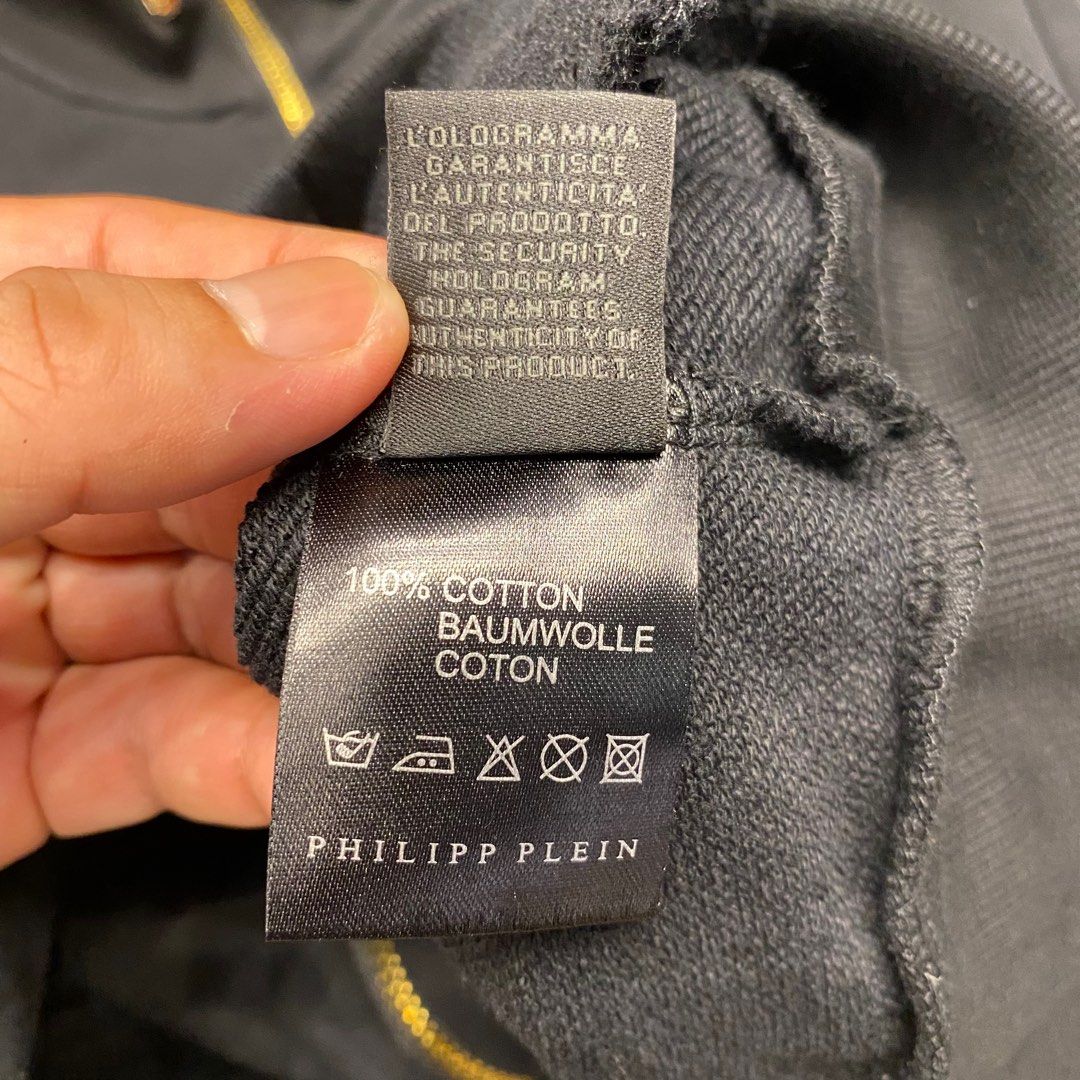 L'OLOGRAMMA
GARANTISCE
L'AUTENTICITA'
DEL PRODOTTO.
THE SECURITY
HOLOGRAM
GUARANTEES
AUTHENTICITY OF
THIS PRODUCT.
100% COTTON
BAUMWOLLE
COTON
PHILIPP PLEIN